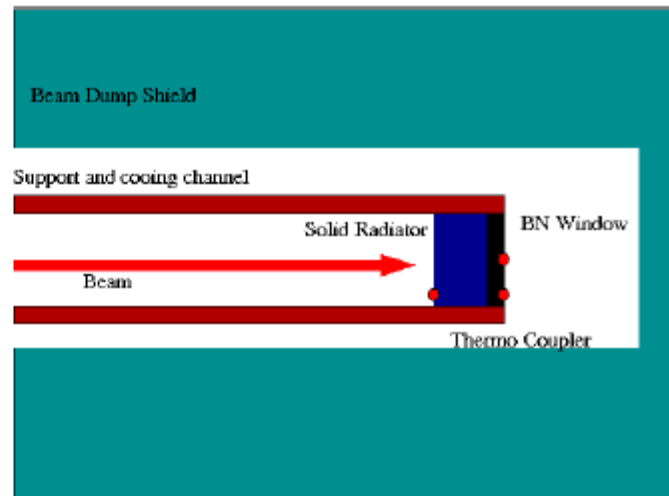 Beam Dump Shield
Support and cooing channel
Solid Radiator
BN Window
Beam
Thermo Coupler